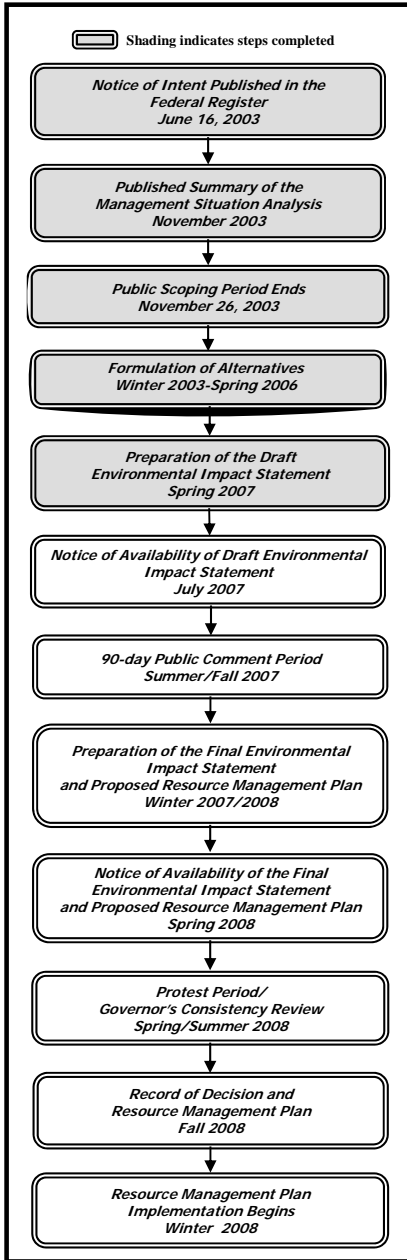 Shading indicates steps completed
Notice of Intent Published in the
Federal Register
June 16, 2003
Published Summary of the
Management Situation Analysis
November 2003
Public Scoping Period Ends
November 26, 2003
Formulation of Alternatives
Winter 2003-Spring 2006
Preparation of the Draft
Environmental Impact Statement
Spring 2007
Notice of Availability of Draft Environmental
Impact Statement
July 2007
90-day Public Comment Period
Summer/Fall 2007
Preparation of the Final Environmental
Impact Statement
and Proposed Resource Management Plan
Winter 2007/2008
Notice of Availability of the Final
Environmental Impact Statement
and Proposed Resource Management Plan
Spring 2008
Protest Period/
Governor's Consistency Review
Spring/Summer 2008
Record of Decision and
Resource Management Plan
Fall 2008
Resource Management Plan
Implementation Begins
Winter 2008